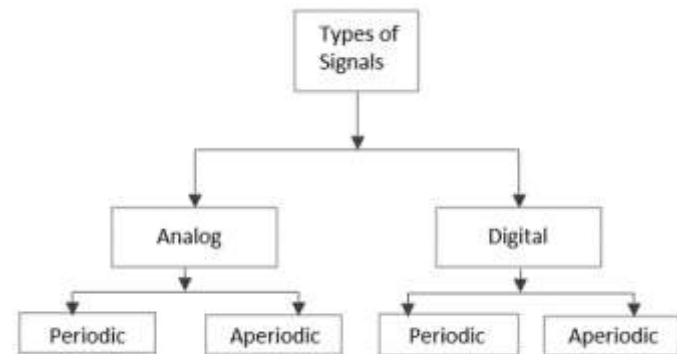 Types of
Signals
Analog
Digital
Periodic
Aperiodic
Periodic
Aperiodic